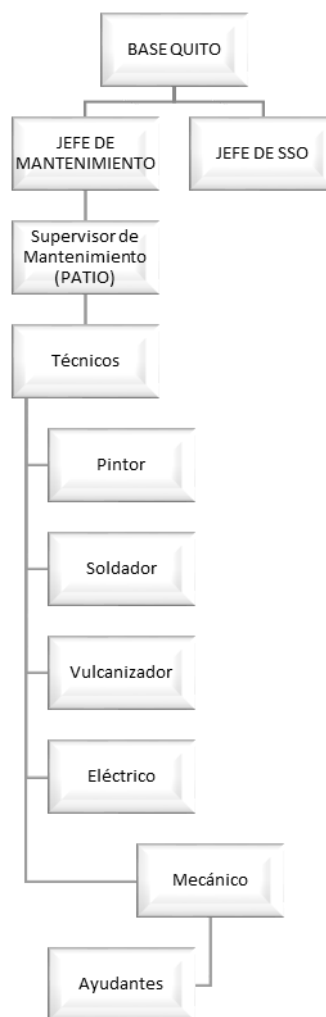 BASE QUITO
JEFE DE
MANTENIMIENTO
JEFE DE SSO
Supervisor de
Mantenimiento
(PATIO)
Técnicos
Pintor
Soldador
Vulcanizador
Eléctrico
Mecánico
Ayudantes